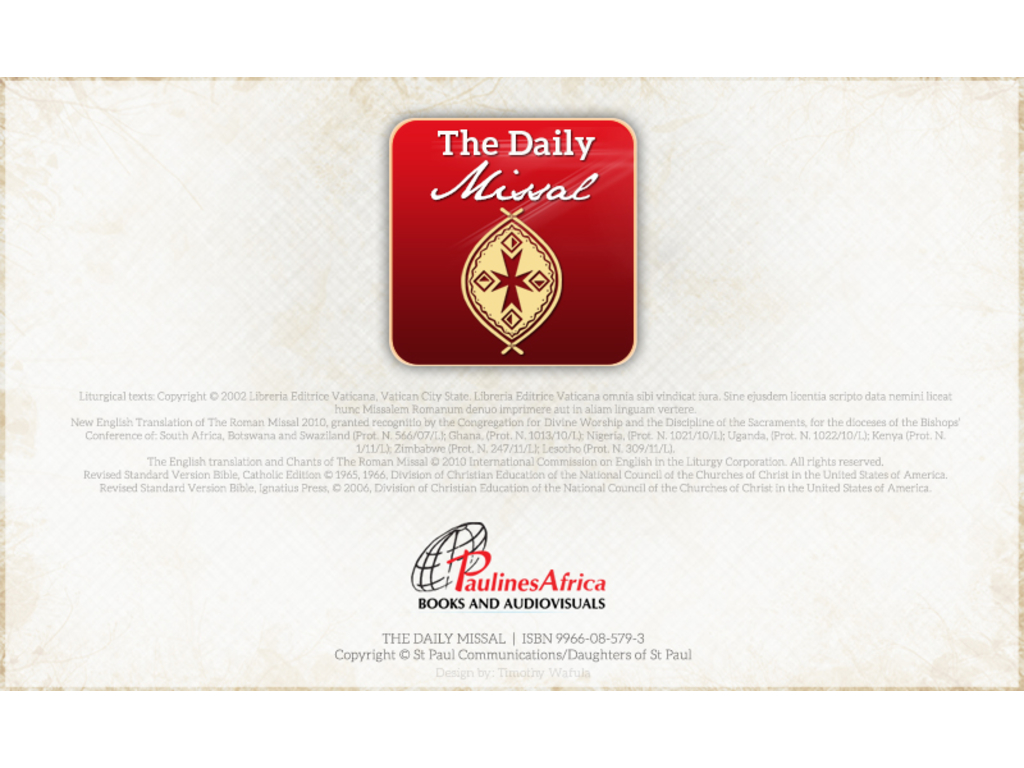 The Daily
Missal
Liturgical texts: Copyright © 2002 Libreria Editrice Vaticana, Vatican City State. Libreria Editrice Vaticana omnia sibi vindicat iura. Sine ejusdem licentia scripto data nemini liceat
hunc Missalem Romanum denuo imprimere aut in aliam linguam vertere.
New English Translation of The Roman Missal 2010, granted recognitio by the Congregation for Divine Worship and the Discipline of the Sacraments, for the dioceses of the Bishops'
Conference of: South Africa, Botswana and Swaziland (Prot. N. 566/07/L); Ghana, (Prot. N. 1013/10/L); Nigeria, (Prot. N. 1021/10/L); Uganda, (Prot. N. 1022/10/L); Kenya (Prot. N.
1/11/L); Zimbabwe (Prot. N. 247/11/L); Lesotho (Prot. N. 309/11/L).
The English translation and Chants of The Roman Missal © 2010 International Commission on English in the Liturgy Corporation. All rights reserved.
Revised Standard Version Bible, Catholic Edition © 1965, 1966, Division of Christian Education of the National Council of the Churches of Christ in the United States of America.
Revised Standard Version Bible, Ignatius Press, © 2006, Division of Christian Education of the National Council of the Churches of Christ in the United States of America.
PaulinesAfrica
BOOKS AND AUDIOVISUALS
THE DAILY MISSAL | ISBN 9966-08-579-3
Copyright © St Paul Communications/Daughters of St Paul
Design by: Timothy Wafula